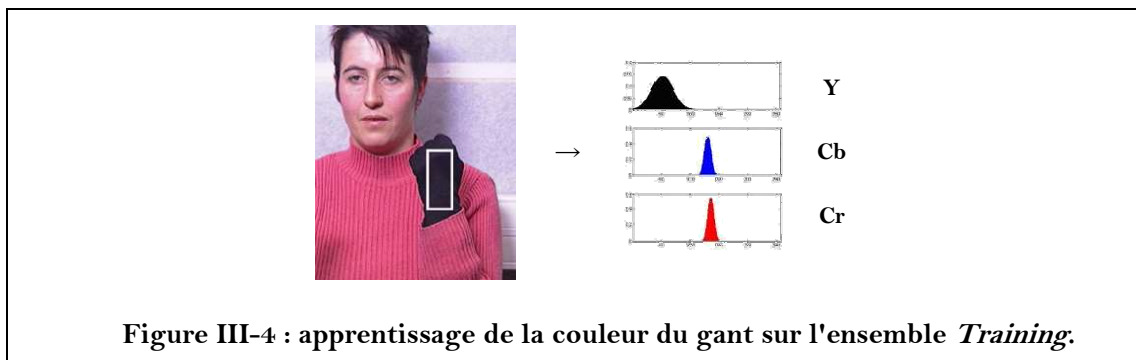 →
Y
Cb
Cr
Figure III-4 : apprentissage de la couleur du gant sur l'ensemble Training.